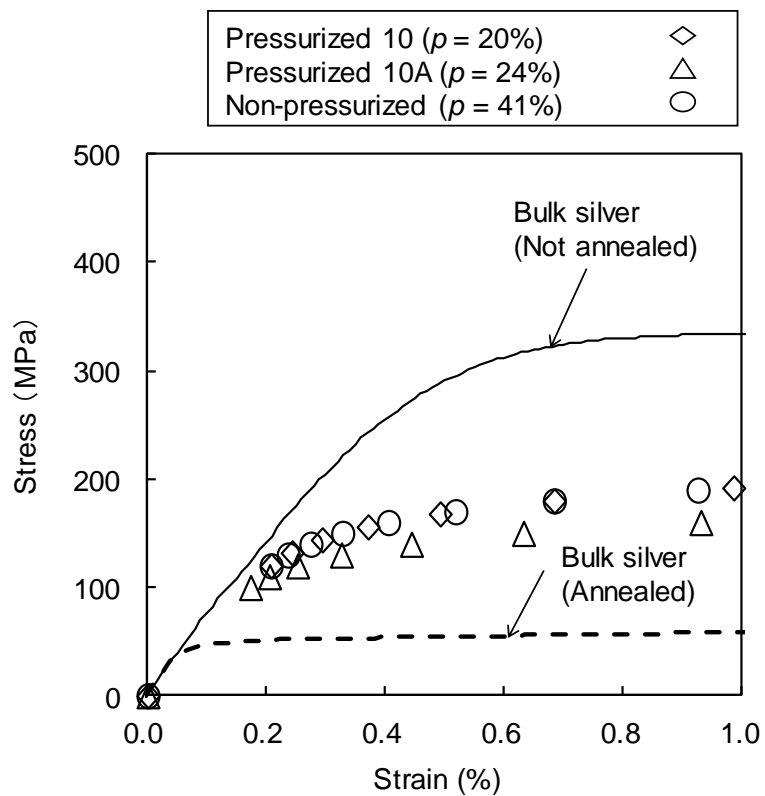 Pressurized 10 (p = 20%)
Pressurized 10A (p = 24%)
Non-pressurized (p = 41%)
500
400
300
200
100
0
Stress (MPa)
Bulk silver
(Not annealed)
Bulk silver
(Annealed)
0.0 0.2 0.4 0.6 0.8 1.0
Strain (%)